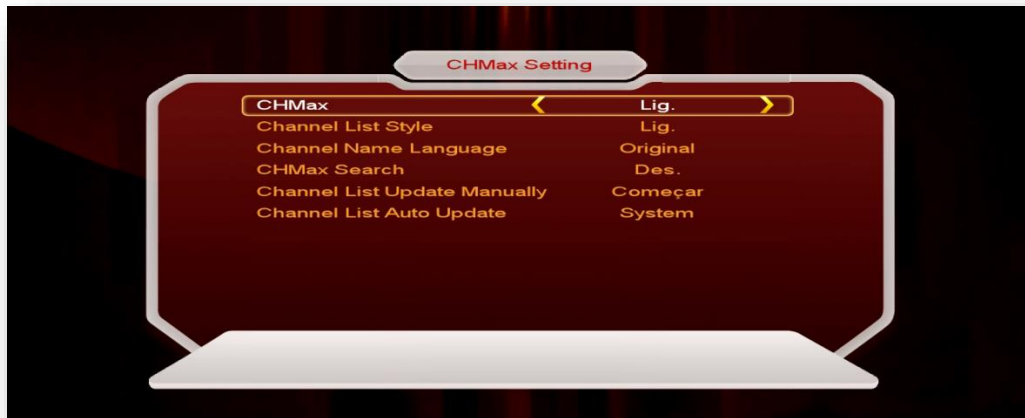 CHMax Setting
CHMax Lig.
Channel List Style Lig.
Channel Name Language Original
CHMax Search Des.
Channel List Update Manually Começar
Channel List Auto Update System